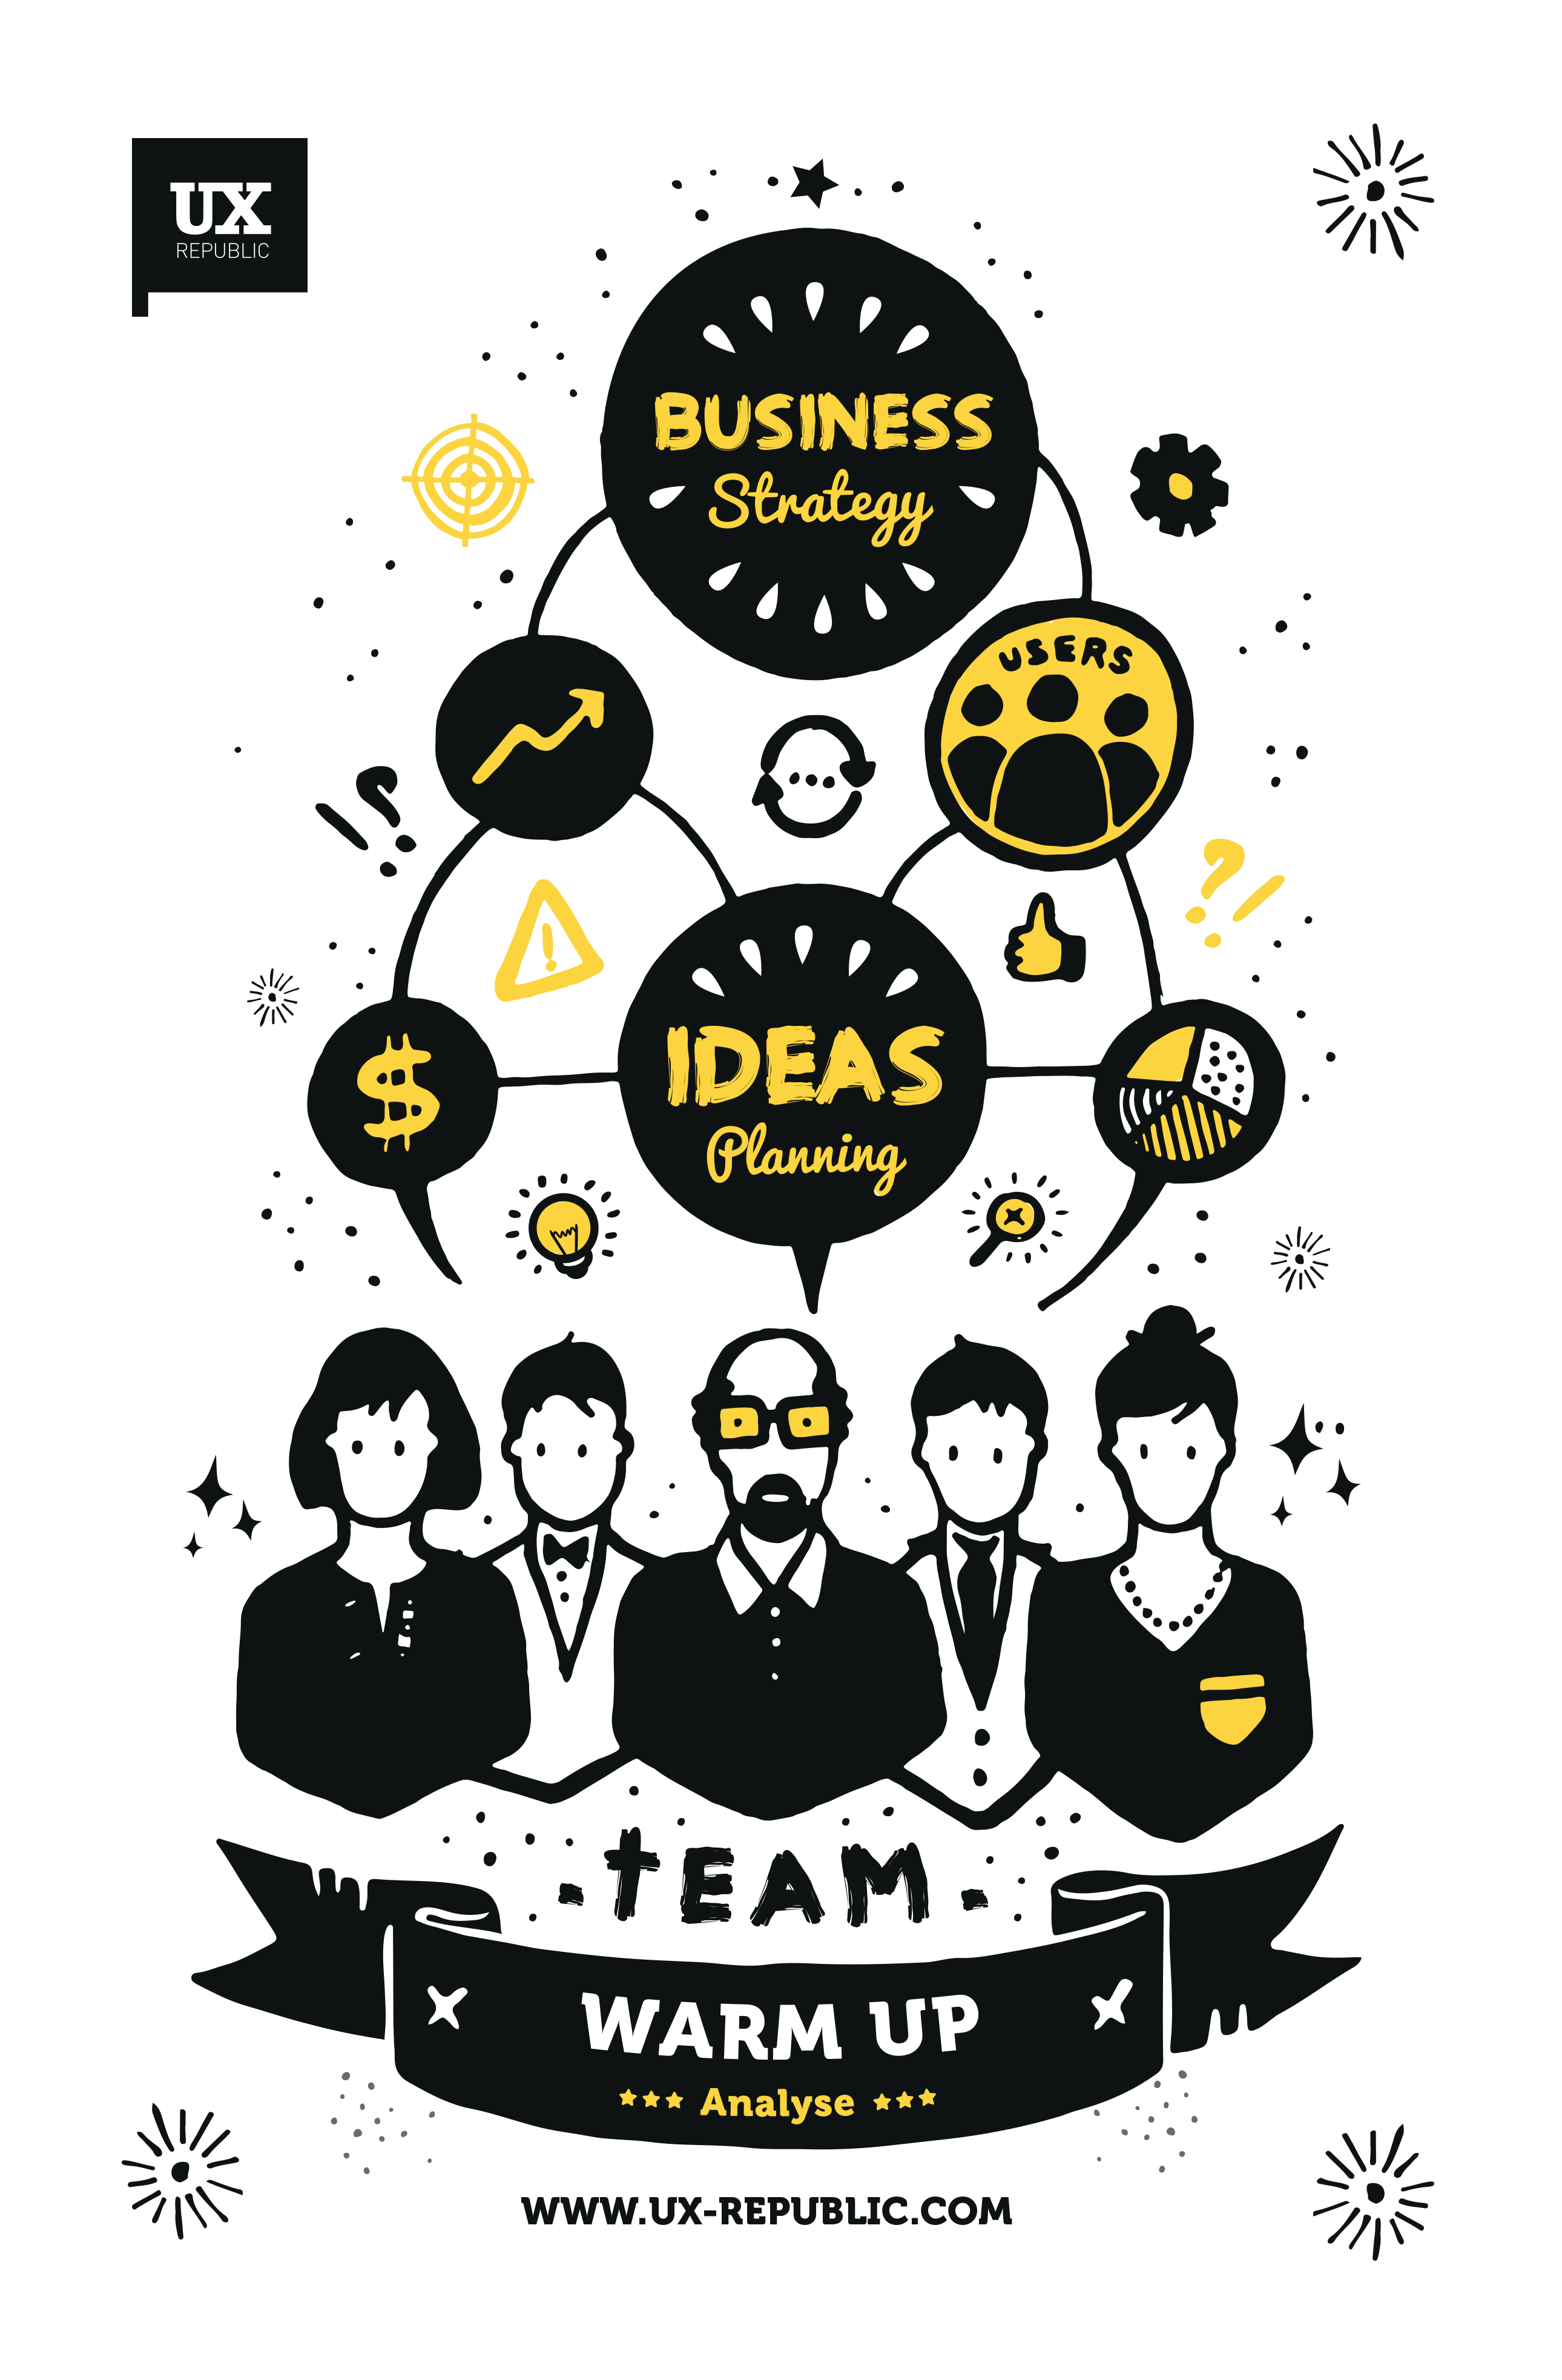 UX
REPUBLIC
BUSINESS
Strategy
USERS
IDEAS
Planning
. tEAM .
WARM UP
Analyse
WWW.UX-REPUBLIC.COM